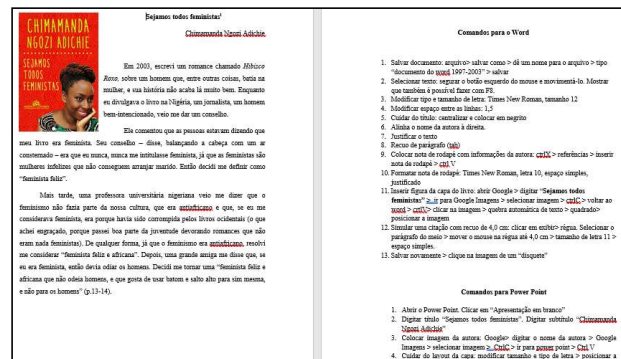 Sejamos todos feministas¹
CHIMAMANDA
NGOZI ADICHIE
SEJAMOS
TODOS
FEMINISTAS
Chimamanda Ngozi Adichie
Em 2003, escrevi um romance chamado Hibisco
Roxo, sobre um homem que, entre outras coisas, batia na
mulher, e sua história não acaba lá muito bem. Enquanto
eu divulgava o livro na Nigéria, um jornalista, um homem
bem-intencionado, veio me dar um conselho.
Ele comentou que as pessoas estavam dizendo que
meu livro era feminista. Seu conselho – disse, balançando a cabeça com um ar
consternado – era que eu nunca, nunca me intitulasse feminista, já que as feministas são
mulheres infelizes que não conseguem arranjar marido. Então decidi me definir como
“feminista feliz”.
Mais tarde, uma professora universitária nigeriana veio me dizer que o
feminismo não fazia parte da nossa cultura, que era antiafricano e que, se eu me
considerava feminista, era porque havia sido corrompida pelos livros ocidentais (o que
achei engraçado, porque passei boa parte da juventude devorando romances que não
eram nada feministas). De qualquer forma, já que o feminismo era antiafricano, resolvi
me considerar “feminista feliz e africana”. Depois, uma grande amiga me disse que, se
eu era feminista, então devia odiar os homens. Decidi me tornar uma “feminista feliz e
africana que não odeia homens, e que gosta de usar batom e salto alto para si mesma,
e não para os homens” (p.13-14).
Comandos para o Word
1. Salvar documento: arquivo> salvar como > dê um nome para o arquivo > tipo
“documento do word 1997-2003” > salvar
2. Selecionar texto: segurar o botão esquerdo do mouse e movimentá-lo. Mostrar
que também é possível fazer com F8.
3. Modificar tipo e tamanho de letra: Times New Roman, tamanho 12
4. Modificar espaço entre as linhas: 1,5
5. Cuidar do título: centralizar e colocar em negrito
6. Alinha o nome da autora à direita.
7. Justificar o texto
8. Recuo de parágrafo (tab)
9. Colocar nota de rodapé com informações da autora: ctrlX > referências > inserir
nota de rodapé > ctrl V
10. Formatar nota de rodapé: Times New Roman, letra 10, espaço simples,
justificado
11. Inserir figura da capa do livro: abrir Google > digitar “Sejamos todos
feministas” > ir para Google Imagens > selecionar imagem > ctrlC > voltar ao
word > ctrlV> clicar na imagem > quebra automática de texto > quadrado>
posicionar a imagem
12. Simular uma citação com recuo de 4,0 cm: clicar em exibir> régua. Selecionar o
parágrafo do meio > mover o mouse na régua até 4,0 cm > tamanho de letra 11 >
espaço simples.
13. Salvar novamente > clique na imagem de um “disquete”
Comandos para Power Point
1. Abrir o Power Point. Clicar em “Apresentação em branco”
2. Digitar título “Sejamos todos feministas”. Digitar subtítulo “Chimamanda
Ngozi Adichie”
3. Colocar imagem da autora: Google> digitar o nome da autora > Google
Imagens > selecionar imagem > CtrlC > ir para power point > Ctrl V
4. Cuidar do layout da capa: modificar tamanho e tipo de letra > posicionar a